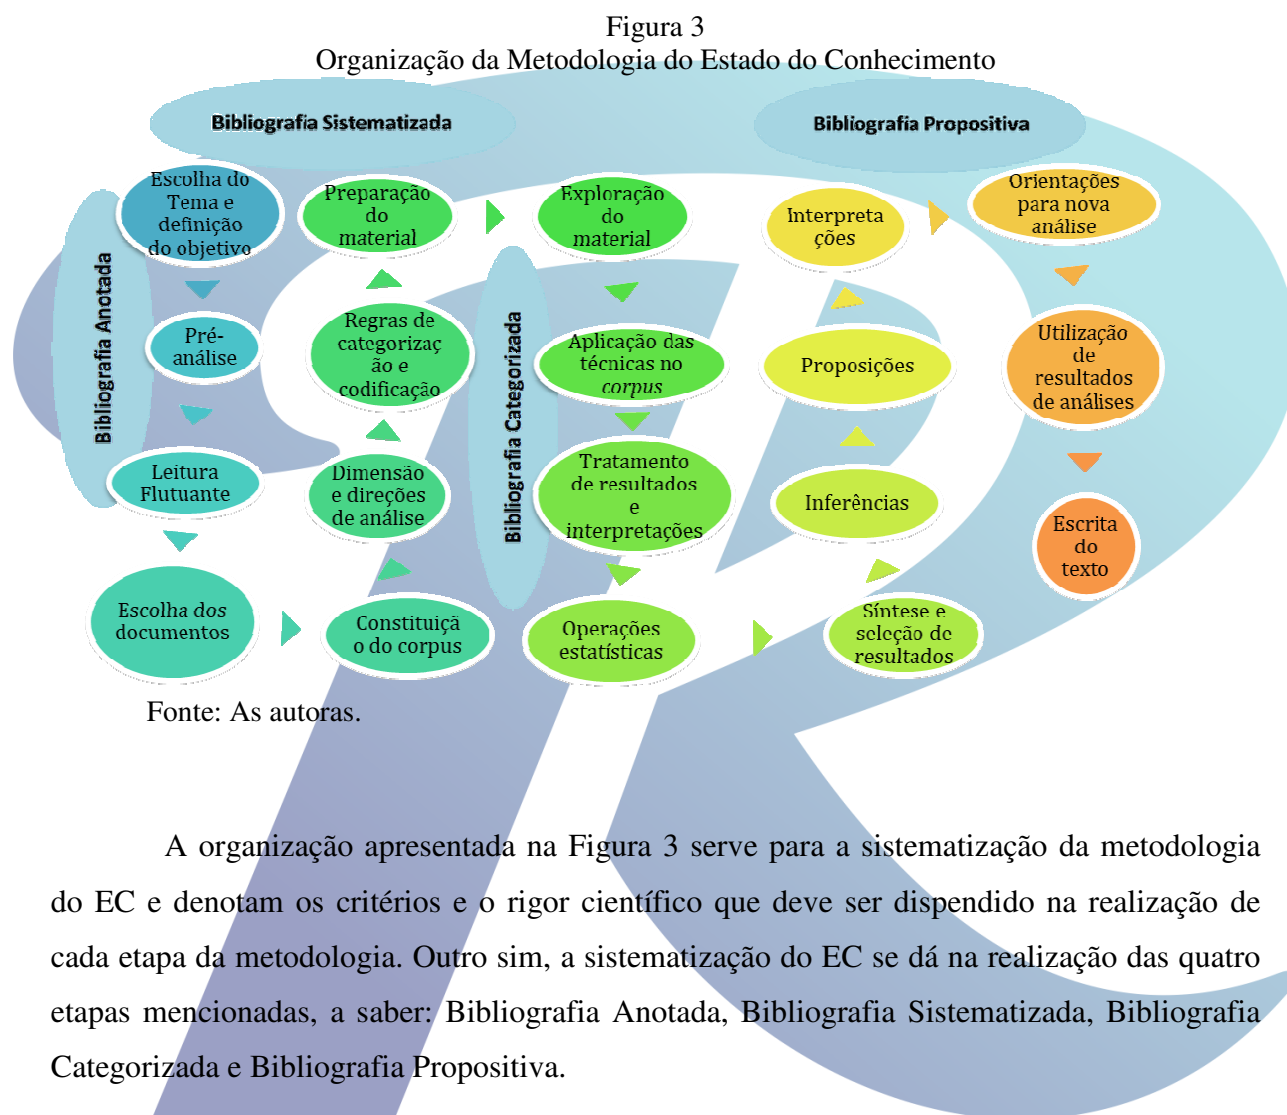 Figura 3
Organização da Metodologia do Estado do Conhecimento
Bibliografia Sistematizada
Bibliografia Propositiva
Bibliografia Anotada
Escolha do
Tema e
definição
do objetivo
Pré-
análise
Leitura
Flutuante
Escolha dos
documentos
Constituiçã
o do corpus
Dimensão
e direções
de análise
Regras de
categorizaç
ão e
codificação
Preparação
do
material
Bibliografia Categorizada
Exploração
do
material
Aplicação das
técnicas no
corpus
Tratamento
de resultados
e
interpretações
Operações
estatísticas
Síntese e
seleção de
resultados
Inferências
Proposições
Interpreta
ções
Orientações
para nova
análise
Utilização
de
resultados
de análises
Escrita
do
texto
Fonte: As autoras.
A organização apresentada na Figura 3 serve para a sistematização da metodologia
do EC e denotam os critérios e o rigor científico que deve ser dispendido na realização de
cada etapa da metodologia. Outro sim, a sistematização do EC se dá na realização das quatro
etapas mencionadas, a saber: Bibliografia Anotada, Bibliografia Sistematizada, Bibliografia
Categorizada e Bibliografia Propositiva.